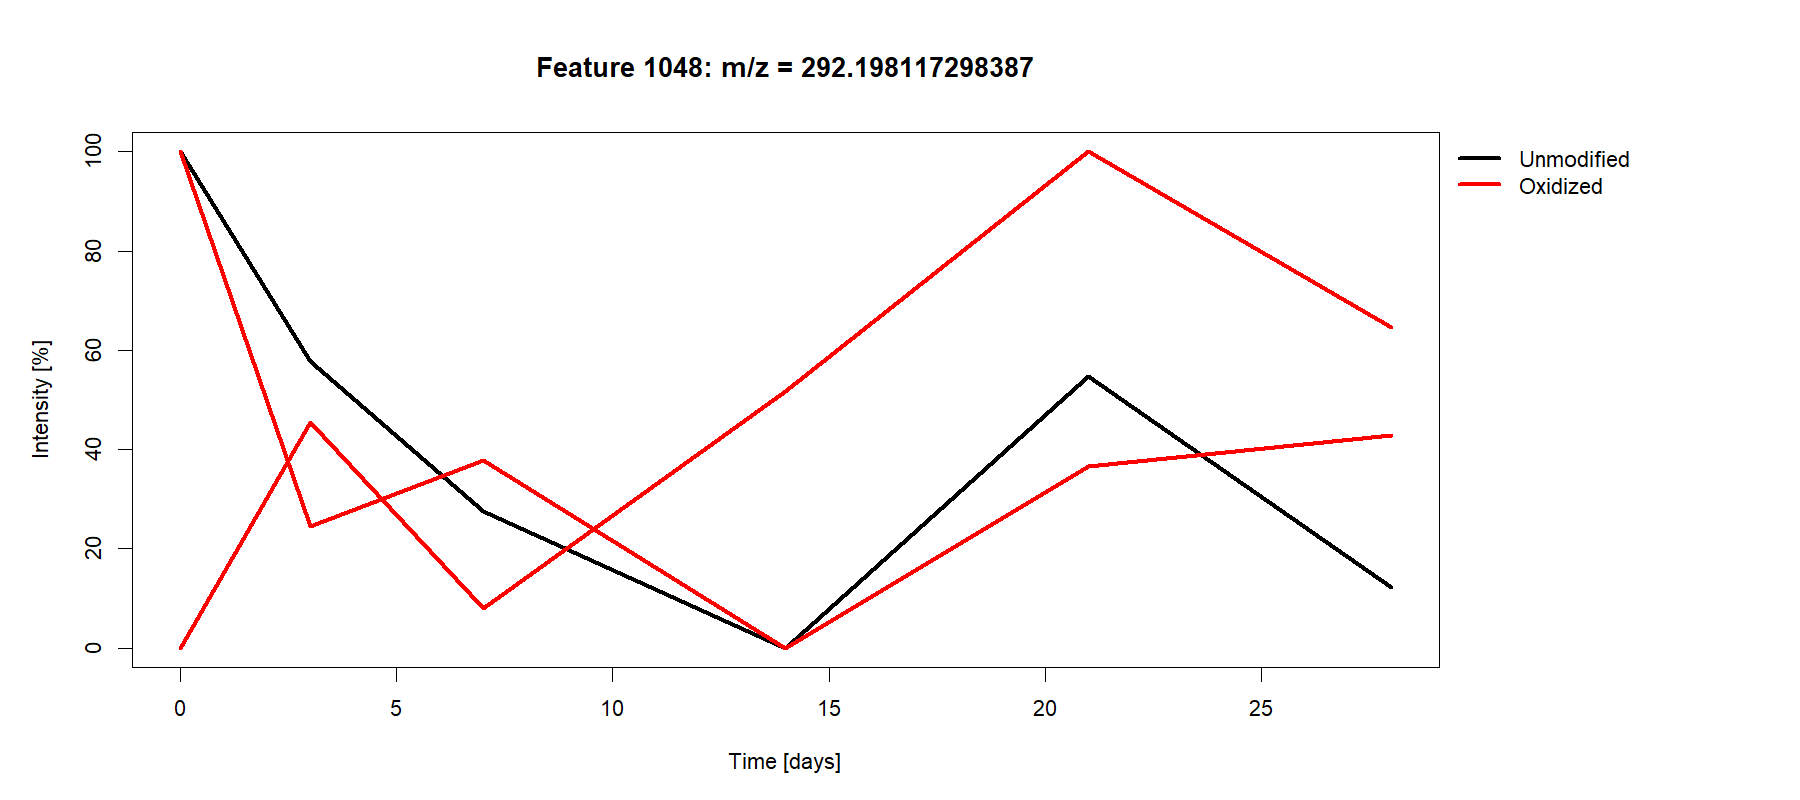 Feature 1048: m/z = 292.198117298387
Unmodified
Oxidized
100
80
60
40
20
0
Intensity [%]
0 5 10 15 20 25
Time [days]